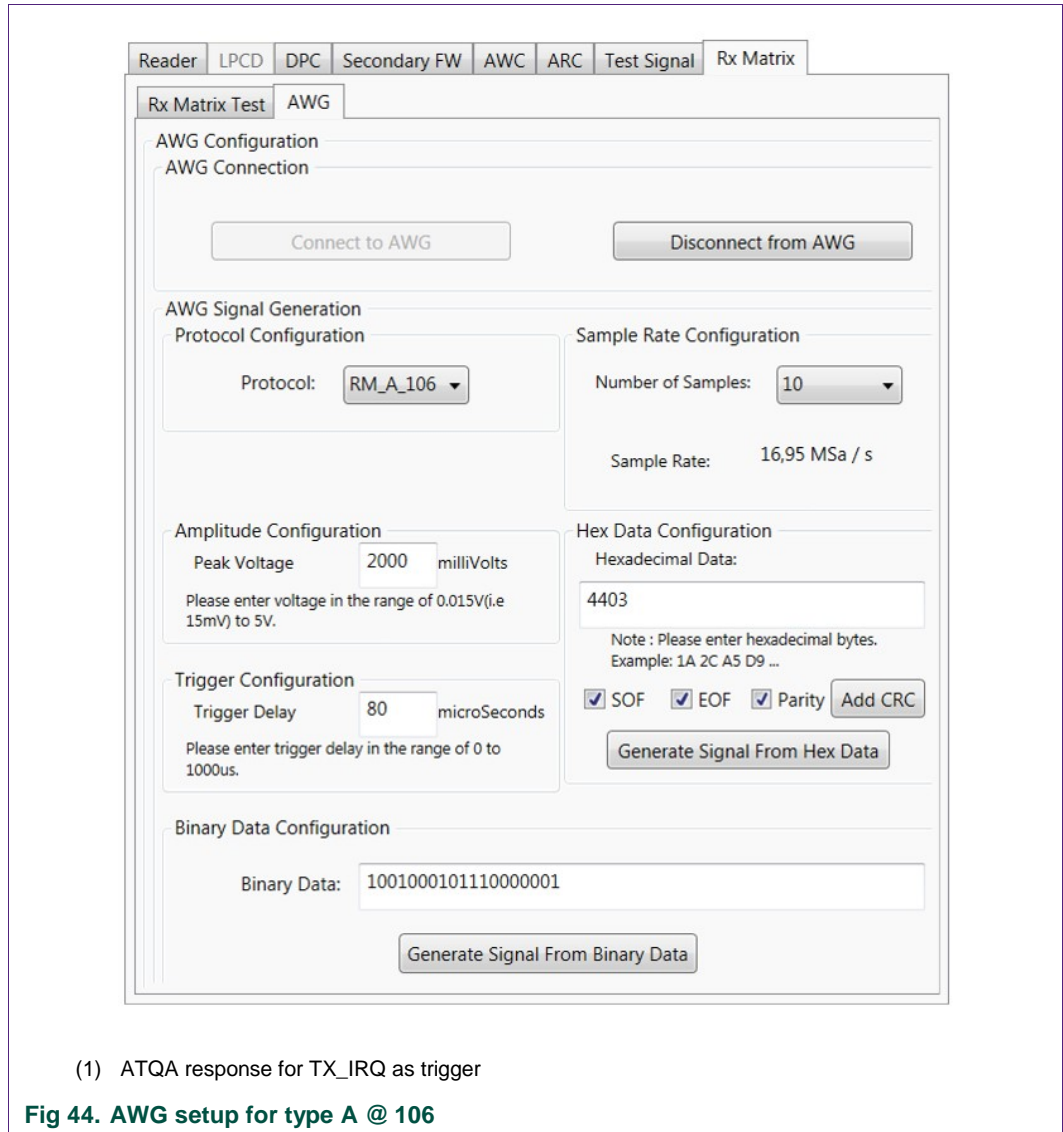 Reader LPCD DPC Secondary FW AWC ARC Test Signal Rx Matrix
Rx Matrix Test AWG
AWG Configuration
AWG Connection
Connect to AWG Disconnect from AWG
AWG Signal Generation
Protocol Configuration
Protocol: RM_A_106
Sample Rate Configuration
Number of Samples: 10
Sample Rate: 16,95 MSa / s
Amplitude Configuration
Peak Voltage 2000 milliVolts
Please enter voltage in the range of 0.015V(i.e
15mV) to 5V.
Hex Data Configuration
Hexadecimal Data:
4403
Note : Please enter hexadecimal bytes.
Example: 1A 2C A5 D9 ...
SOF EOF Parity Add CRC
Generate Signal From Hex Data
Trigger Configuration
Trigger Delay 80 microSeconds
Please enter trigger delay in the range of 0 to
1000us.
Binary Data Configuration
Binary Data: 1001000101110000001
Generate Signal From Binary Data
(1) ATQA response for TX_IRQ as trigger
Fig 44. AWG setup for type A @ 106